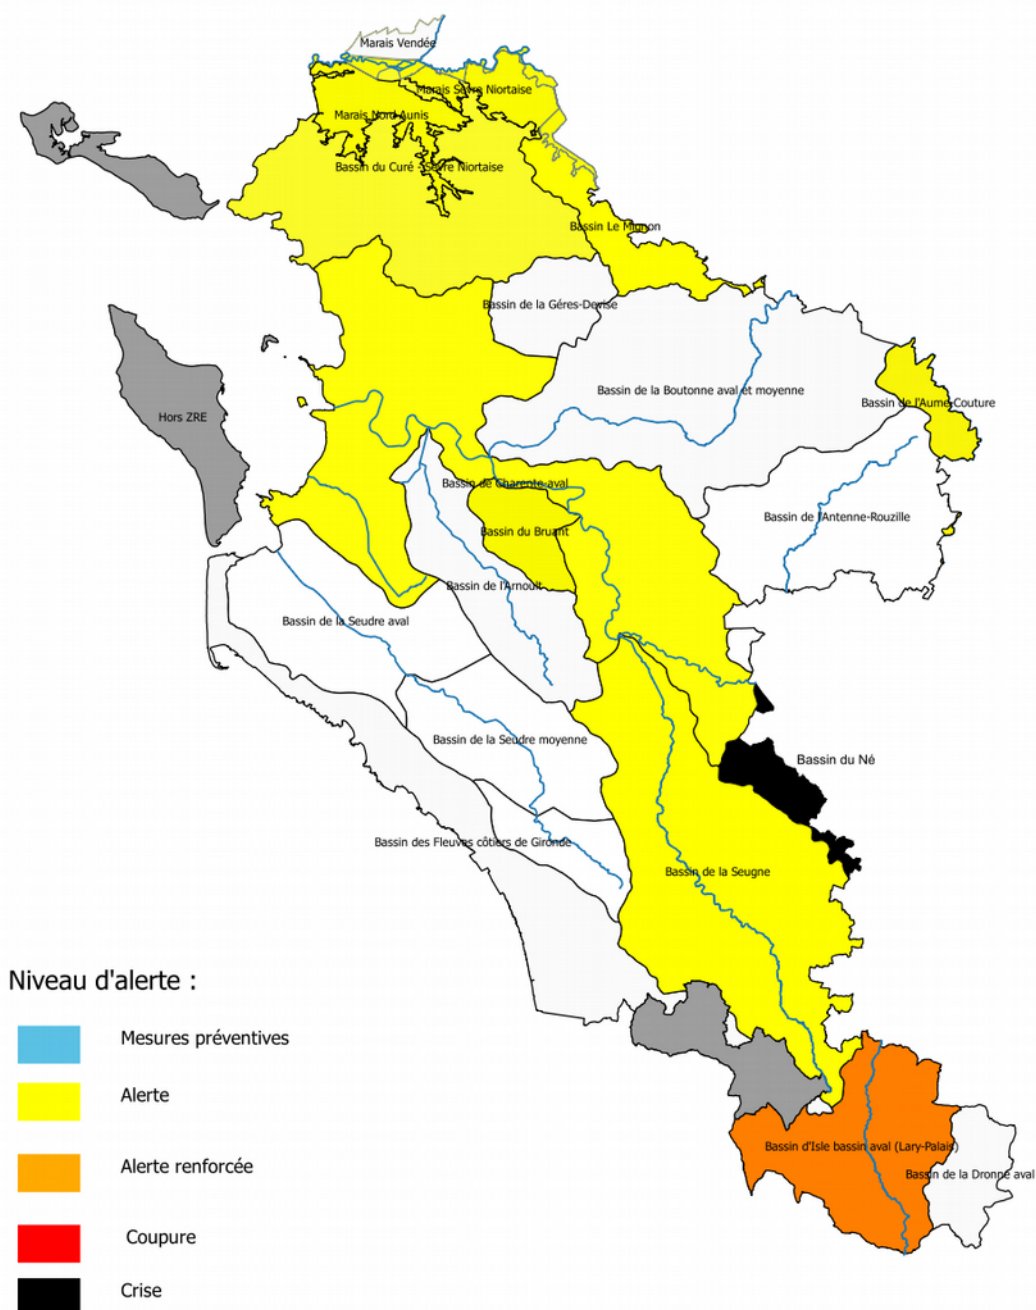 Marais Vendée
Marais Sèvre Niortaise
Marais Nord Aunis
Bassin du Curé - Sèvre Niortaise
Bassin Le Mignon
Bassin de la Géres-Devise
Bassin de la Boutonne aval et moyenne
Bassin de l'Aume-Couture
Hors ZRE
Bassin de Charente aval
Bassin de l'Antenne-Rouzille
Bassin du Bruant
Bassin de l'Arnoult
Bassin de la Seudre aval
Bassin de la Seudre moyenne
Bassin du Né
Bassin des Fleuves côtiers de Gironde
Bassin de la Seugne
Niveau d'alerte :
Mesures préventives
Alerte
Alerte renforcée
Coupure
Crise
Bassin d'Isle bassin aval (Lary-Palais)
Bassin de la Dronne aval